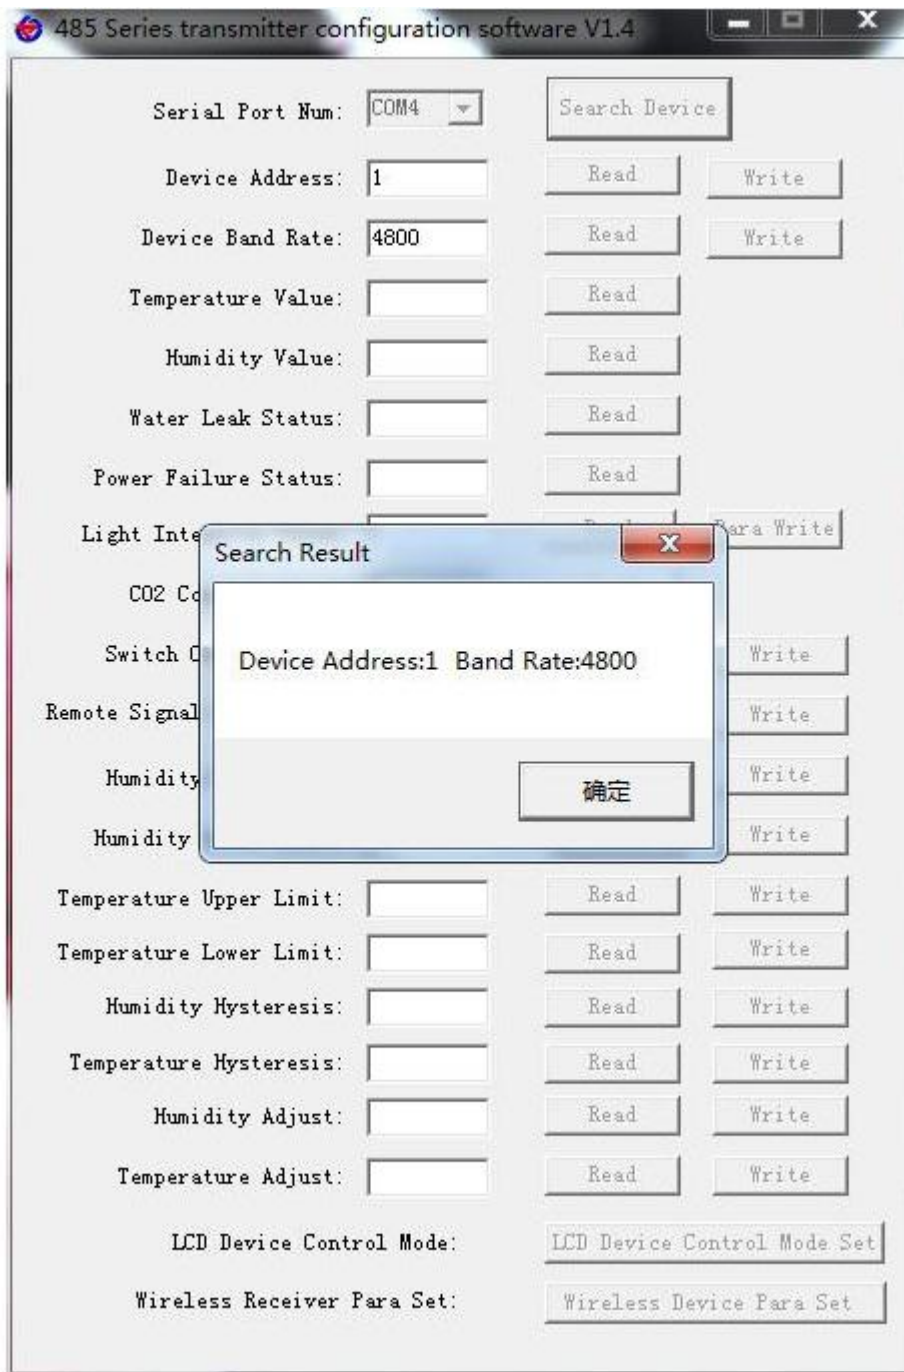 485 Series transmitter configuration software V1.4
Serial Port Num: COM4 Search Device
Device Address: 1 Read Write
Device Band Rate: 4800 Read Write
Temperature Value: Read
Humidity Value: Read
Water Leak Status: Read
Power Failure Status: Read
Light Para Write
Search Result
CO2
Switch Write
Device Address:1 Band Rate:4800
Remote Signal Write
Humidity Write
确定
Humidity Write
Temperature Upper Limit: Read Write
Temperature Lower Limit: Read Write
Humidity Hysteresis: Read Write
Temperature Hysteresis: Read Write
Humidity Adjust: Read Write
Temperature Adjust: Read Write
LCD Device Control Mode: LCD Device Control Mode Set
Wireless Receiver Para Set: Wireless Device Para Set